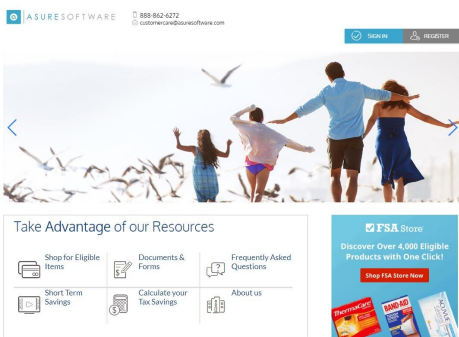 ASURESOFTWARE
888-862-6272
customercare@asuresoftware.com
SIGN IN
REGISTER
Take Advantage of our Resources
Shop for Eligible
Items
Documents &
Forms
Frequently Asked
Questions
Short Term
Savings
Calculate your
Tax Savings
About us
FSA Store
Discover Over 4,000 Eligible
Products with One Click!
Shop FSA Store Now
ThermaCare
BAND-AID
ACUVUE